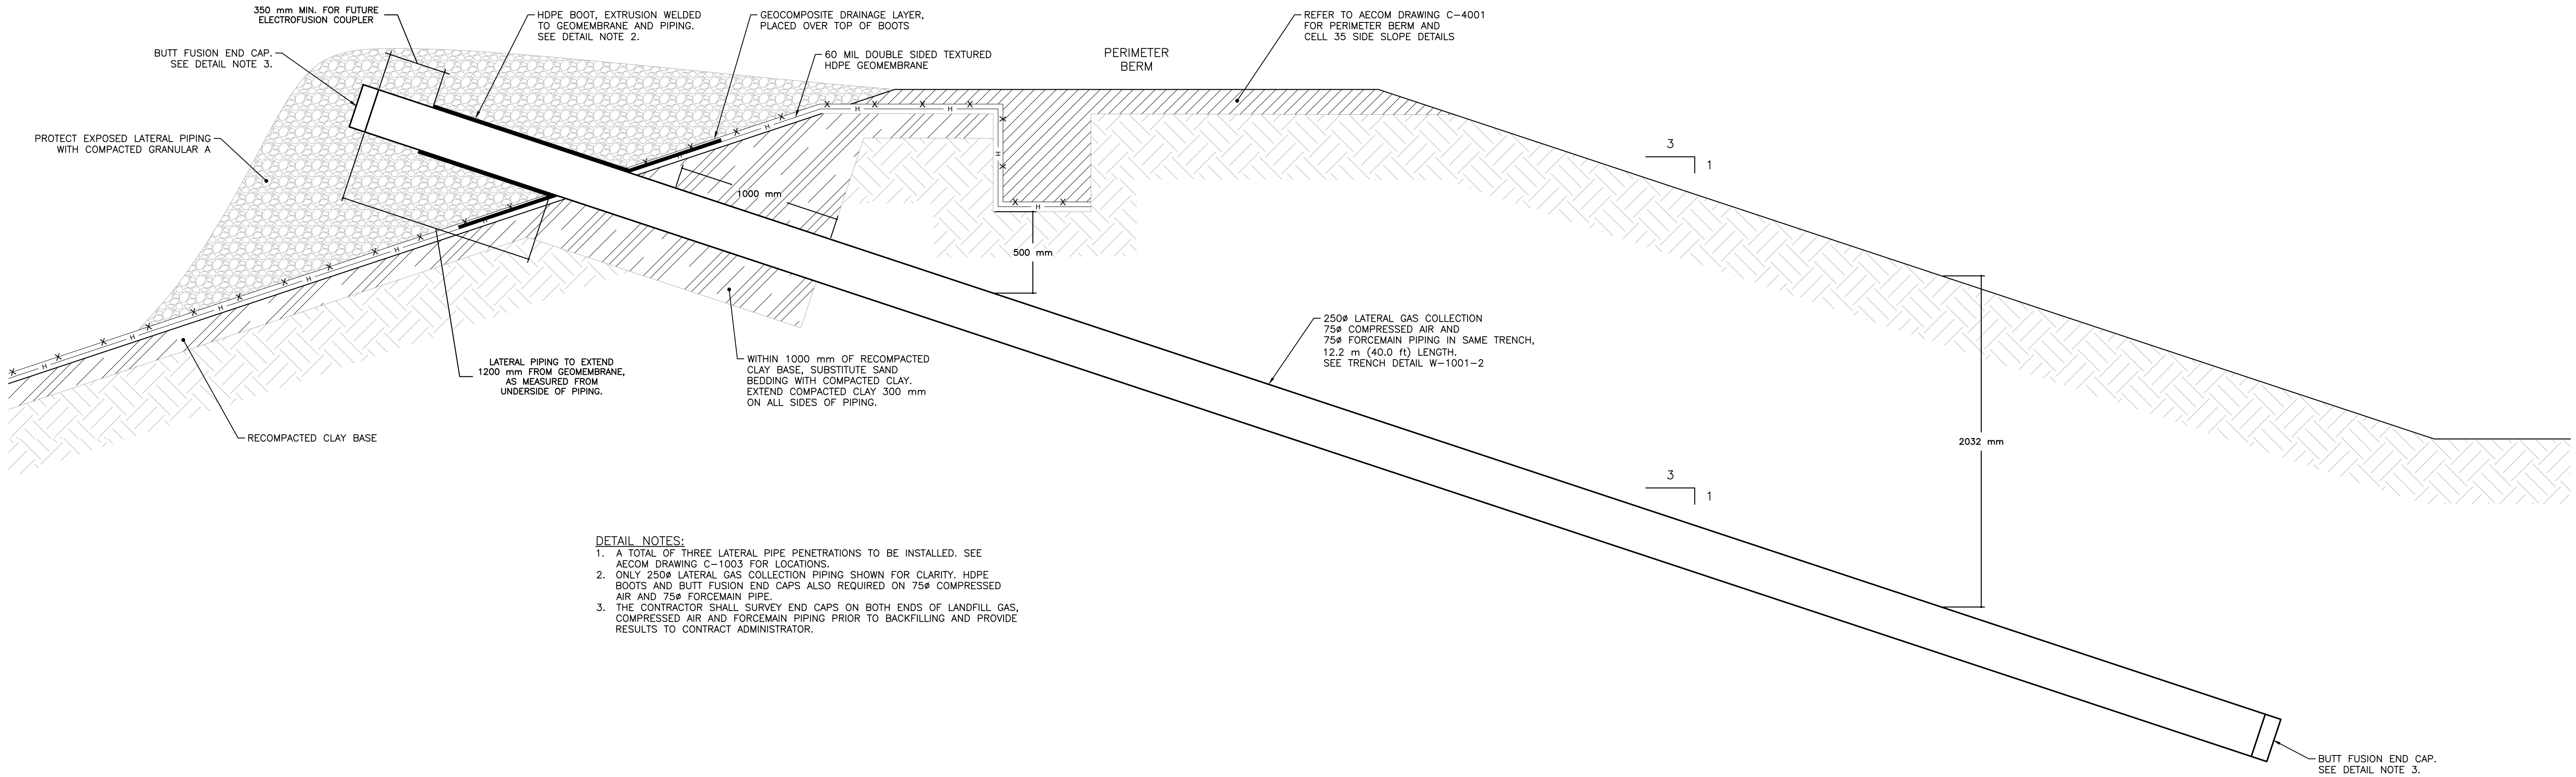 350 mm MIN. FOR FUTURE
ELECTROFUSION COUPLER
HDPE BOOT, EXTRUSION WELDED
TO GEOMEMBRANE AND PIPING.
SEE DETAIL NOTE 2.
GEOCOMPOSITE DRAINAGE LAYER,
PLACED OVER TOP OF BOOTS
REFER TO AECOM DRAWING C-4001
FOR PERIMETER BERM AND
CELL 35 SIDE SLOPE DETAILS
BUTT FUSION END CAP.
SEE DETAIL NOTE 3.
60 MIL DOUBLE SIDED TEXTURED
HDPE GEOMEMBRANE
PERIMETER
BERM
PROTECT EXPOSED LATERAL PIPING
WITH COMPACTED GRANULAR A
3
1
1000 mm
500 mm
250ø LATERAL GAS COLLECTION
75ø COMPRESSED AIR AND
75ø FORCEMAIN PIPING IN SAME TRENCH,
12.2 m (40.0 ft) LENGTH.
SEE TRENCH DETAIL W-1001-2
LATERAL PIPING TO EXTEND
1200 mm FROM GEOMEMBRANE,
AS MEASURED FROM
UNDERSIDE OF PIPING.
WITHIN 1000 mm OF RECOMPACTED
CLAY BASE, SUBSTITUTE SAND
BEDDING WITH COMPACTED CLAY.
EXTEND COMPACTED CLAY 300 mm
ON ALL SIDES OF PIPING.
RECOMPACTED CLAY BASE
2032 mm
3
1
DETAIL NOTES:
1. A TOTAL OF THREE LATERAL PIPE PENETRATIONS TO BE INSTALLED. SEE
AECOM DRAWING C-1003 FOR LOCATIONS.
2. ONLY 250ø LATERAL GAS COLLECTION PIPING SHOWN FOR CLARITY. HDPE
BOOTS AND BUTT FUSION END CAPS ALSO REQUIRED ON 75ø COMPRESSED
AIR AND 75ø FORCEMAIN PIPE.
3. THE CONTRACTOR SHALL SURVEY END CAPS ON BOTH ENDS OF LANDFILL GAS,
COMPRESSED AIR AND FORCEMAIN PIPING PRIOR TO BACKFILLING AND PROVIDE
RESULTS TO CONTRACT ADMINISTRATOR.
BUTT FUSION END CAP.
SEE DETAIL NOTE 3.